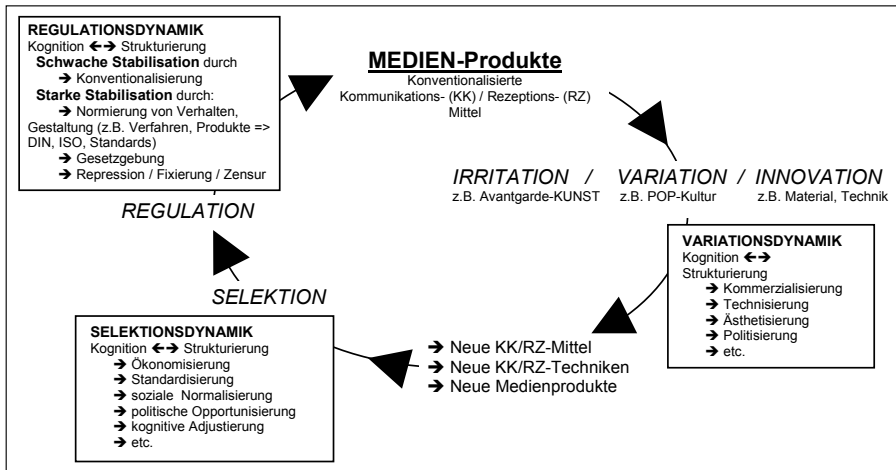 REGULATIONSDYNAMIK
Kognition ←→ Strukturierung
Schwache Stabilisation durch
→ Konventionalisierung
Starke Stabilisation durch:
→ Normierung von Verhalten,
Gestaltung (z.B. Verfahren, Produkte =>
DIN, ISO, Standards)
→ Gesetzgebung
→ Repression / Fixierung / Zensur
MEDIEN-Produkte
Konventionalisierte
Kommunikations- (KK) / Rezeptions- (RZ)
Mittel
IRRITATION / VARIATION / INNOVATION
z.B. Avantgarde-KUNST z.B. POP-Kultur z.B. Material, Technik
VARIATIONSDYNAMIK
Kognition ←→
Strukturierung
→ Kommerzialisierung
→ Technisierung
→ Ästhetisierung
→ Politisierung
→ etc.
→ Neue KK/RZ-Mittel
→ Neue KK/RZ-Techniken
→ Neue Medienprodukte
SELEKTION
SELEKTIONSDYNAMIK
Kognition ←→ Strukturierung
→ Ökonomisierung
→ Standardisierung
→ soziale Normalisierung
→ politische Opportunisierung
→ kognitive Adjustierung
→ etc.
REGULATION